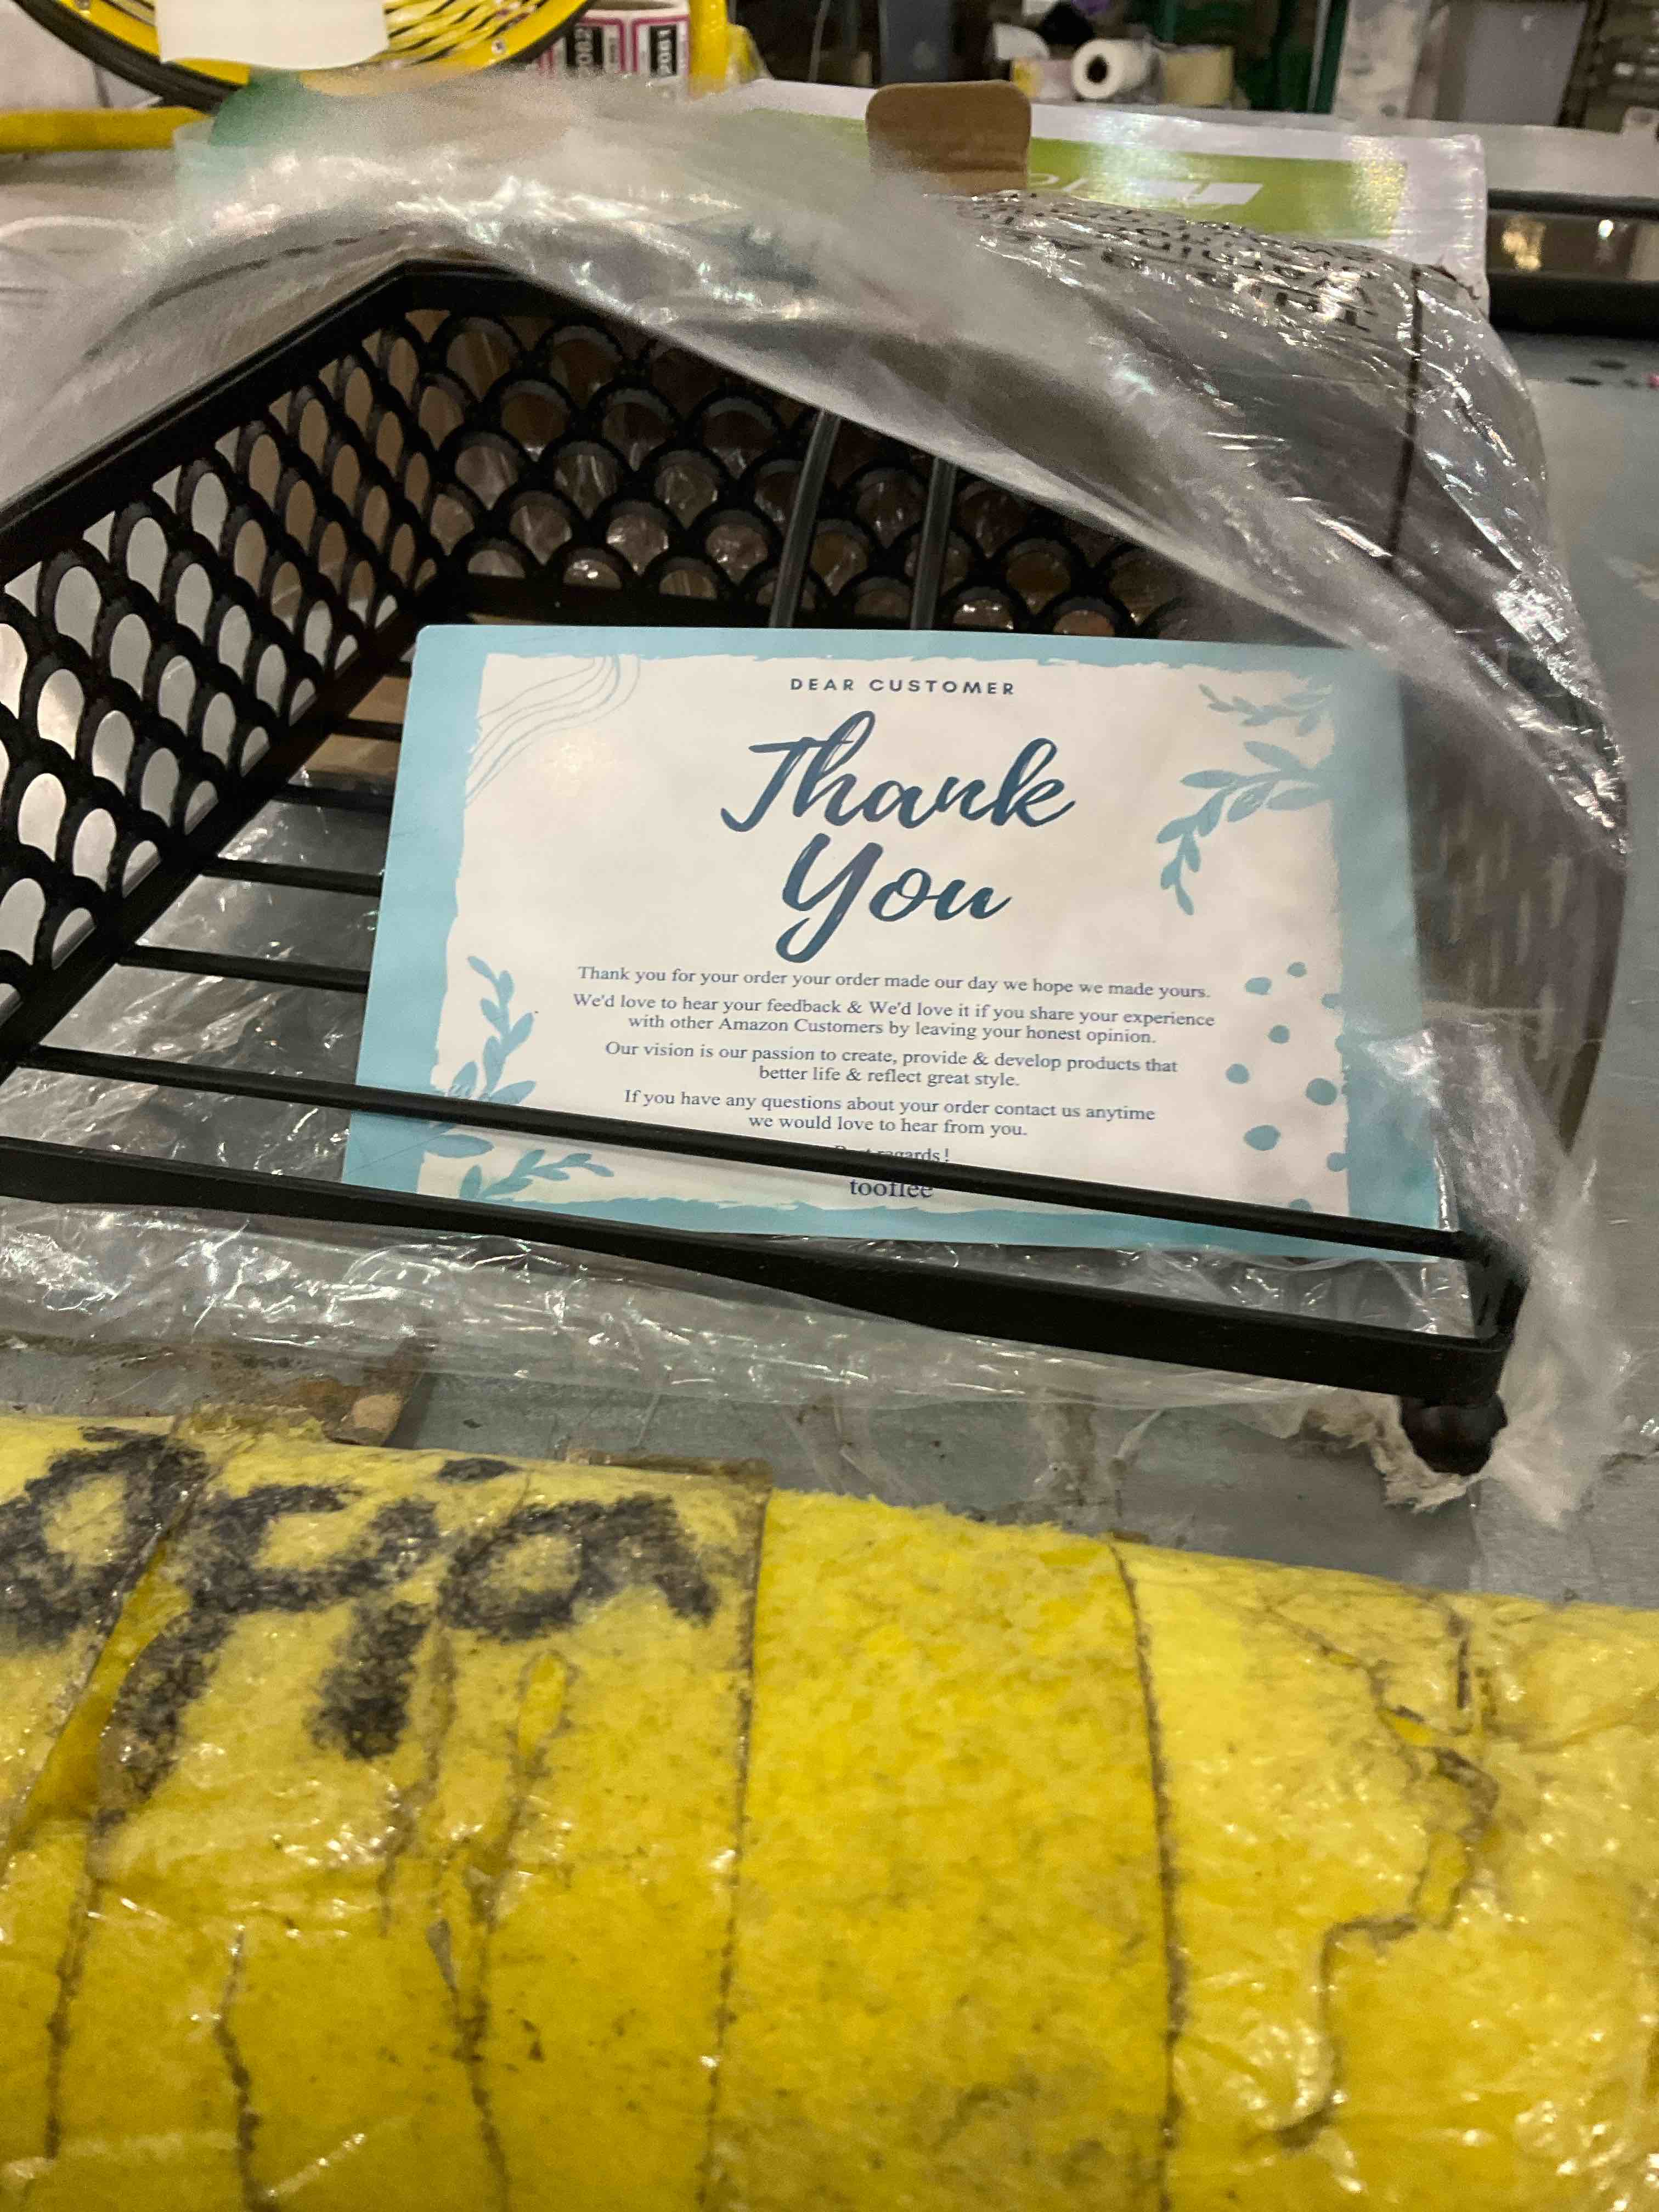 2082
2061
DEAR CUSTOMER
Thank
You
Thank you for your order your order made our day we hope we made yours.
We'd love to hear your feedback & We'd love it if you share your experience
with other Amazon Customers by leaving your honest opinion.
Our vision is our passion to create, provide & develop products that
better life & reflect great style.
If you have any questions about your order contact us anytime
we would love to hear from you.
regards!
tooffee